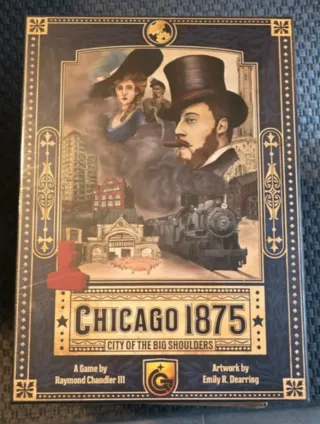 CHICAGO 1875
CITY OF THE BIG SHOULDERS
A Game by
Raymond Chandler III
Artwork by
Emily R. Dearring